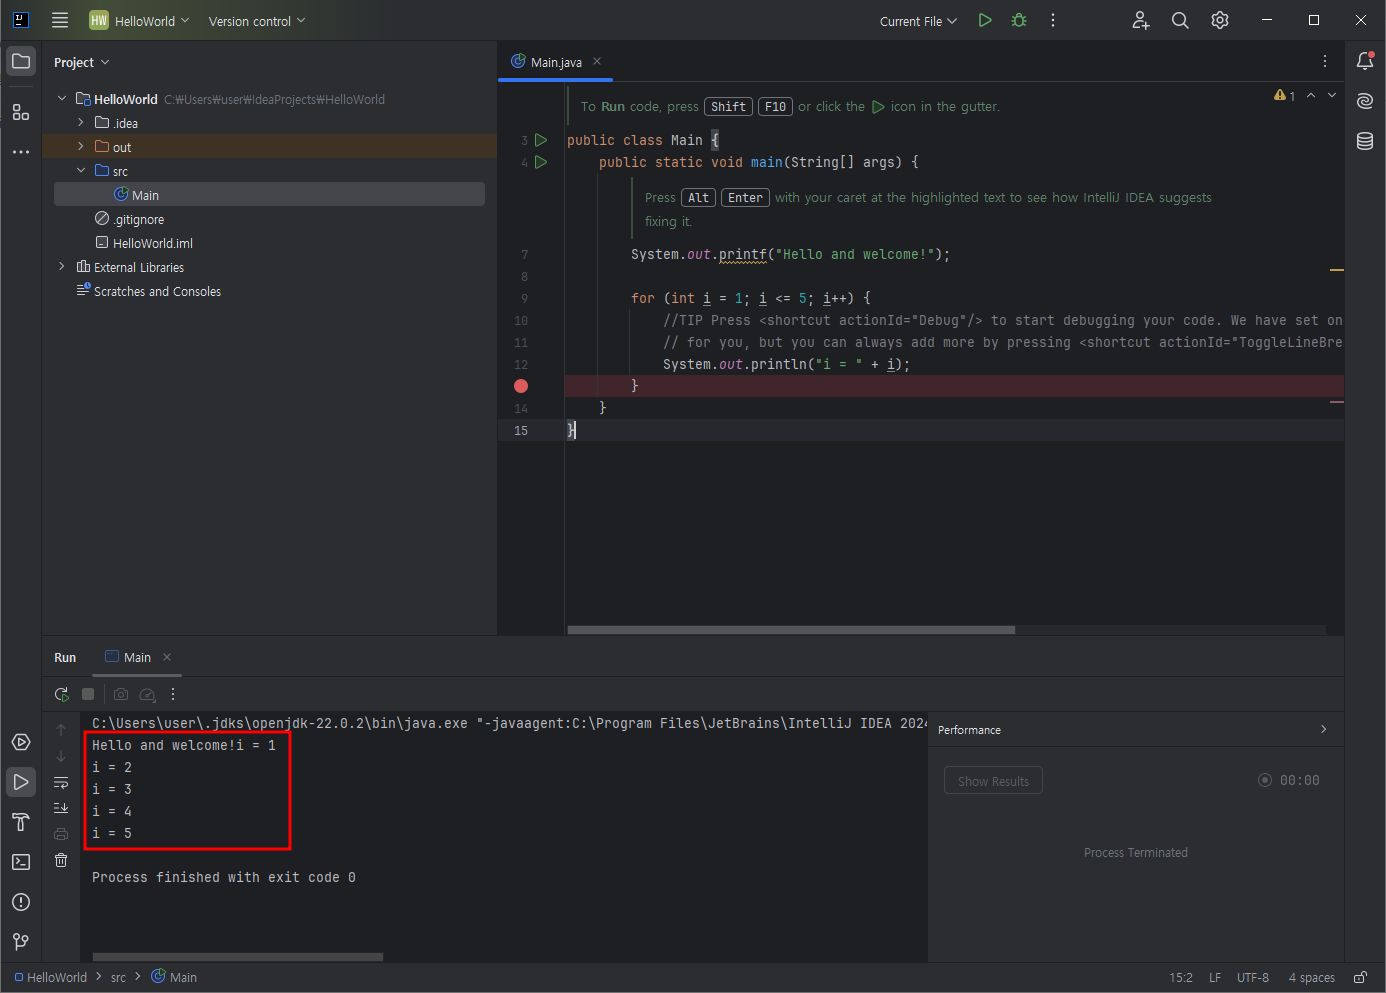 HW HelloWorld Version control Current File
Project
Main.java
HelloWorld C:₩Users₩user₩IdeaProjects₩HelloWorld
.idea
out
src
Main
.gitignore
HelloWorld.iml
External Libraries
Scratches and Consoles
To Run code, press Shift F10 or click the icon in the gutter.
1
3 public class Main {
4 public static void main(String[] args) {
Press Alt Enter with your caret at the highlighted text to see how IntelliJ IDEA suggests
fixing it.
7 System.out.printf("Hello and welcome!");
8
9 for (int i = 1; i <= 5; i++) {
10 //TIP Press <shortcut actionId="Debug"/> to start debugging your code. We have set on
11 // for you, but you can always add more by pressing <shortcut actionId="ToggleLineBre
12 System.out.println("i = " + i);
}
14 }
15 }
Run Main
C:\Users\user\.jdks\openjdk-22.0.2\bin\java.exe "-javaagent:C:\Program Files\JetBrains\IntelliJ IDEA 2024
Hello and welcome!i = 1
i = 2
i = 3
i = 4
i = 5
Process finished with exit code 0
Performance
Show Results 00:00
Process Terminated
HelloWorld src Main 15:2 LF UTF-8 4 spaces